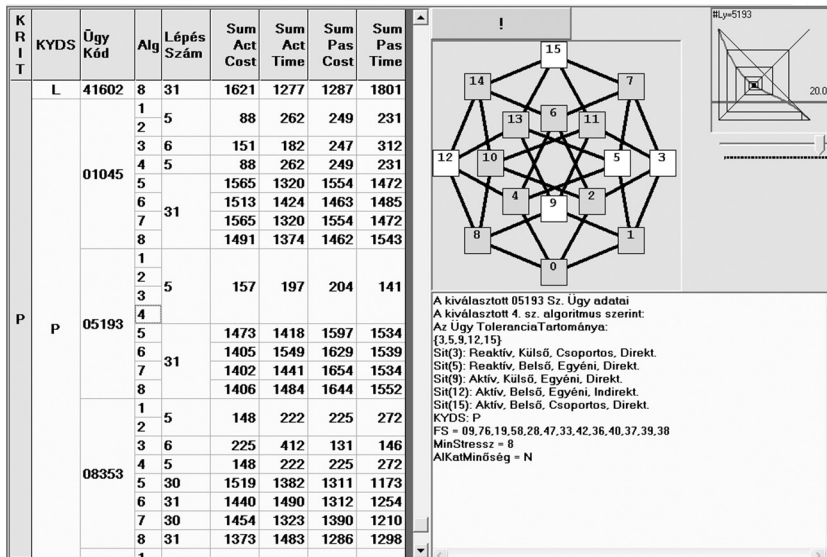 K R I T KYDS Ügy Kód Alg Lépés Szám Sum Act Cost Sum Act Time Sum Pas Cost Sum Pas Time
L 41602 8 31 1621 1277 1287 1801
P P 01045 1 2 5 88 262 249 231
3 6 151 182 247 312
4 5 88 262 249 231
5 31 1565 1320 1554 1472
6 1513 1424 1463 1485
7 1565 1320 1554 1472
8 1491 1374 1462 1543
05193 1 2 3 4 5 157 197 204 141
5 31 1473 1418 1597 1534
6 1405 1549 1629 1539
7 1402 1441 1654 1534
8 1406 1484 1644 1552
08353 1 2 5 148 222 225 272
3 6 225 412 131 146
4 5 148 222 225 272
5 30 1519 1382 1311 1173
6 31 1440 1490 1312 1254
7 30 1454 1323 1390 1210
8 31 1373 1483 1286 1298
1
!
15
14 7
13 6 11
12 10 5 3
4 9 2
8 1
0
#Ly=5193
20.0
A kiválasztott 05193 Sz. Ügy adatai
A kiválasztott 4. sz. algoritmus szerint:
Az Ügy ToleranciaTartománya:
{3,5,9,12,15}
Sit(3): Reaktív, Külső, Csoportos, Direkt.
Sit(5): Reaktív, Belső, Egyéni, Direkt.
Sit(9): Aktív, Külső, Egyéni, Direkt.
Sit(12): Aktív, Belső, Egyéni, Indirekt.
Sit(15): Aktív, Belső, Csoportos, Direkt.
KYDS: P
FS = 09,76,19,58,28,47,33,42,36,40,37,39,38
MinStressz = 8
AlKatMinőség = N